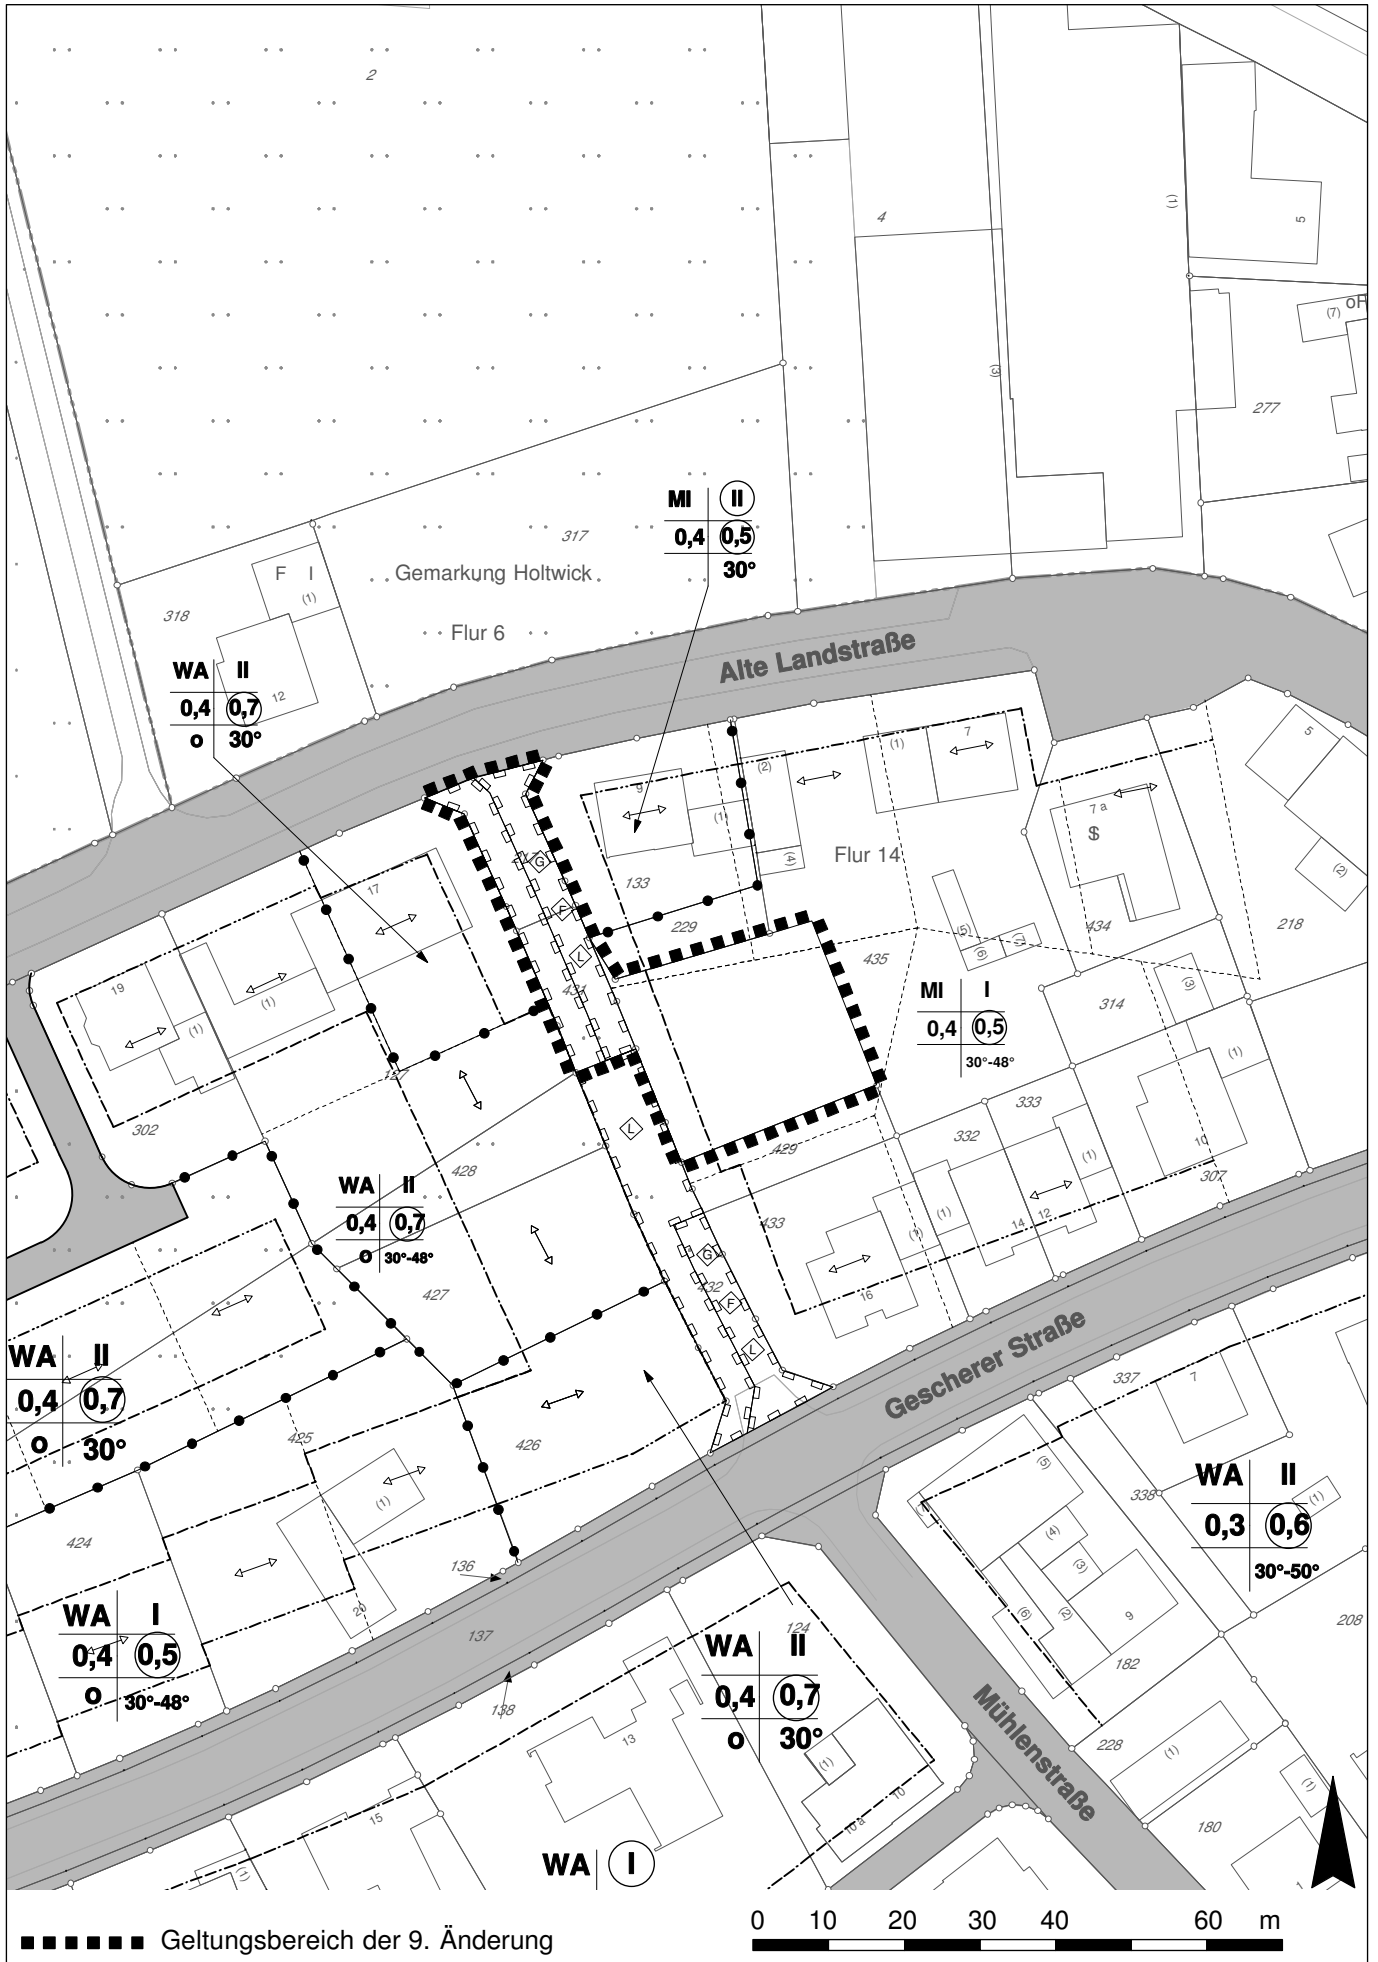 2
4
(1)
5
(3)
(7)
277
MI II
0,4 0,5
30°
317
Gemarkung Holtwick
Flur 6
F I
(1)
318
12
WA II
0,4 0,7
o 30°
Alte Landstraße
9
(1)
(2)
(4)
(1)
7
7 a
$
5
(2)
Flur 14
133
229
G
F
L
431
435
(5)
(6)
434
218
17
19
(1)
(1)
302
127
MI I
0,4 0,5
30°-48°
314
(3)
(1)
333
332
10
307
(1)
(1)
14
12
429
433
16
L
428
WA II
0,4 0,7
o 30°-48°
427
G
432
F
L
Gescherer Straße
337
7
WA II
0,4 0,7
o 30°
425
426
(1)
424
20
136
137
138
338
(5)
(4)
(3)
(2)
(6)
9
182
WA II
0,3 0,6
30°-50°
(1)
208
WA I
0,4 0,5
o 30°-48°
124
WA II
0,4 0,7
o 30°
Mühlenstraße
228
(1)
(1)
180
13
15
(1)
(1)
10
10 a
WA I
0 10 20 30 40 60 m
Geltungsbereich der 9. Änderung